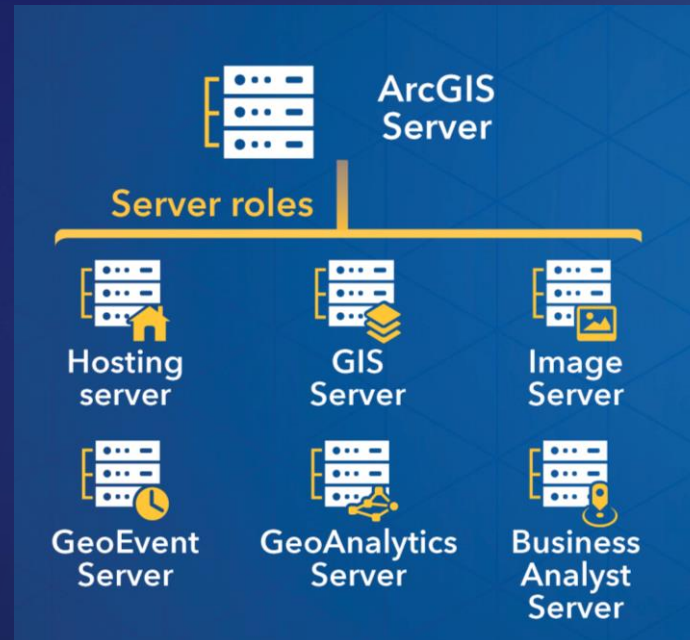 ArcGIS
Server
Server roles
Hosting
server
GIS
Server
Image
Server
GeoEvent
Server
GeoAnalytics
Server
Business
Analyst
Server